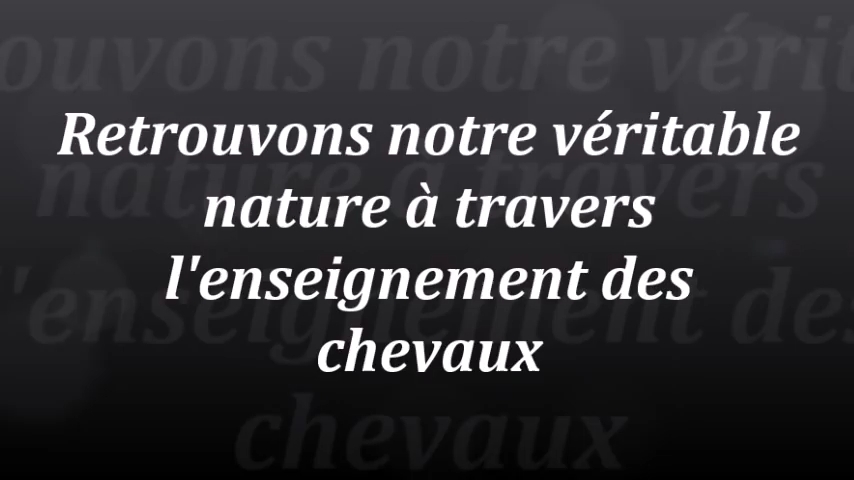 Retrouvons notre véritable
nature à travers
l'enseignement des
chevaux